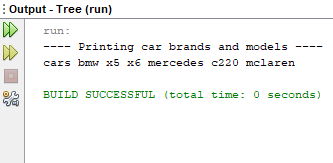 Output - Tree (run)
run:
---- Printing car brands and models ----
cars bmw x5 x6 mercedes c220 mclaren
BUILD SUCCESSFUL (total time: 0 seconds)